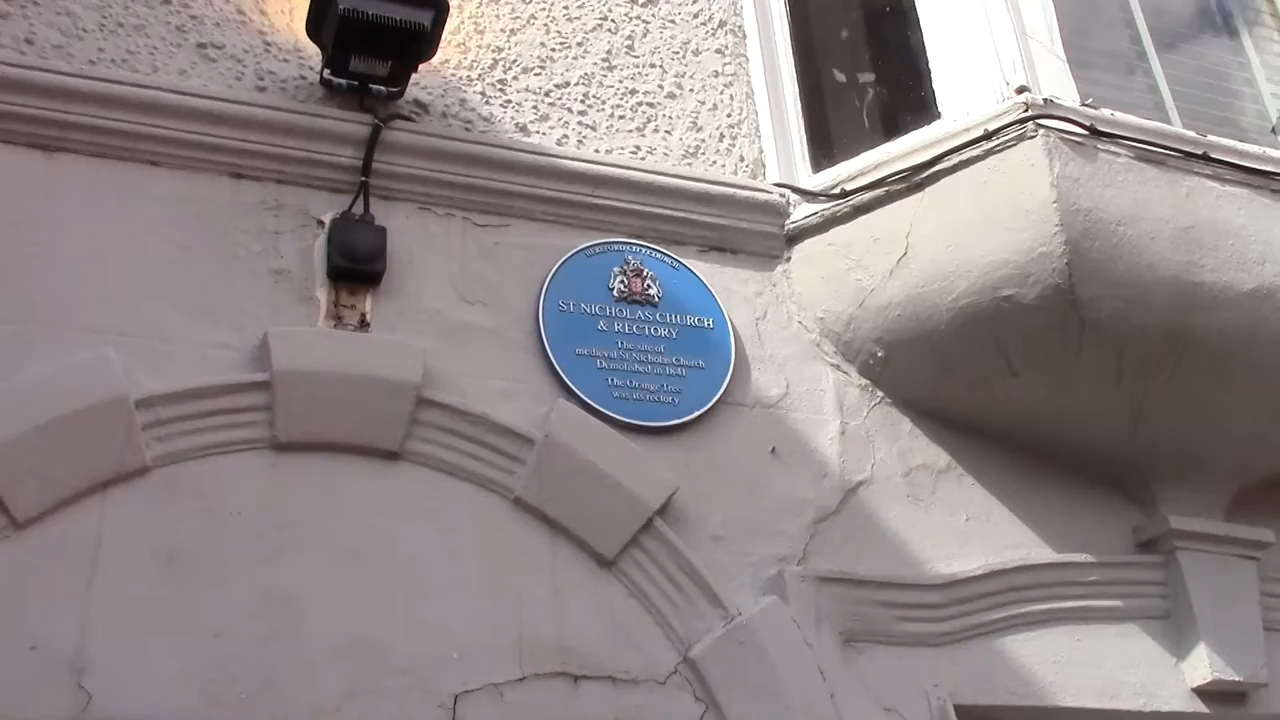 HEREFORD CITY COUNCIL
ST NICHOLAS CHURCH
& RECTORY
The site of
medieval St Nicholas Church
Demolished in 1841
The Orange Tree
was its rectory